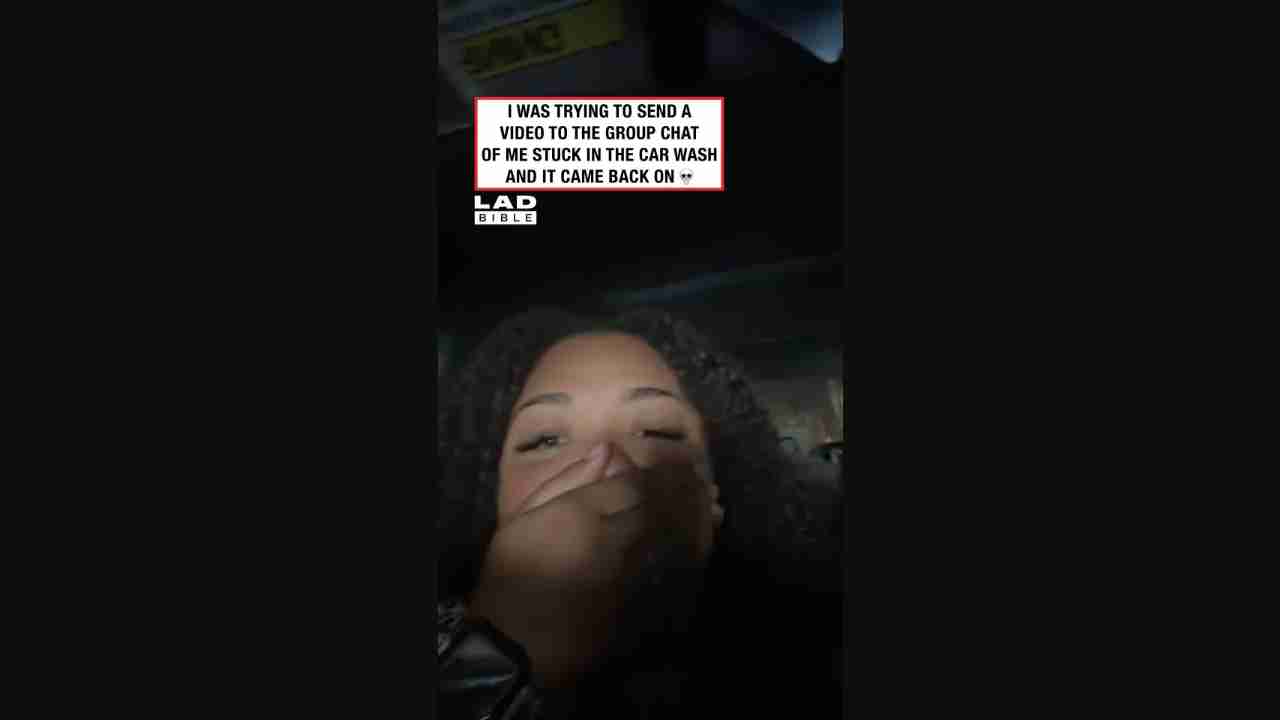 I WAS TRYING TO SEND A
VIDEO TO THE GROUP CHAT
OF ME STUCK IN THE CAR WASH
AND IT CAME BACK ON 💀
LAD
BIBLE